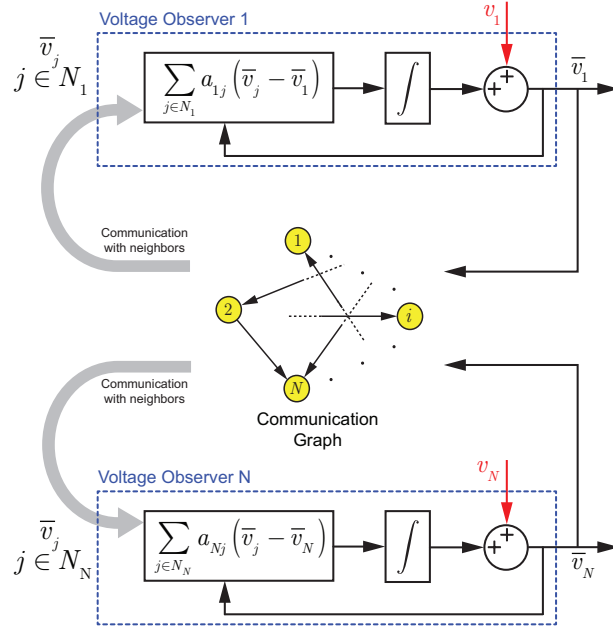 Voltage Observer 1
v̄_j
j ∈ N_1
∑_{j∈N_1} a_{1j} (v̄_j − v̄_1)
∫
v_1
+
+
v̄_1
Communication
with neighbors
1
2
i
N
Communication
Graph
Communication
with neighbors
Voltage Observer N
v̄_j
j ∈ N_N
∑_{j∈N_N} a_{Nj} (v̄_j − v̄_N)
∫
v_N
+
+
v̄_N